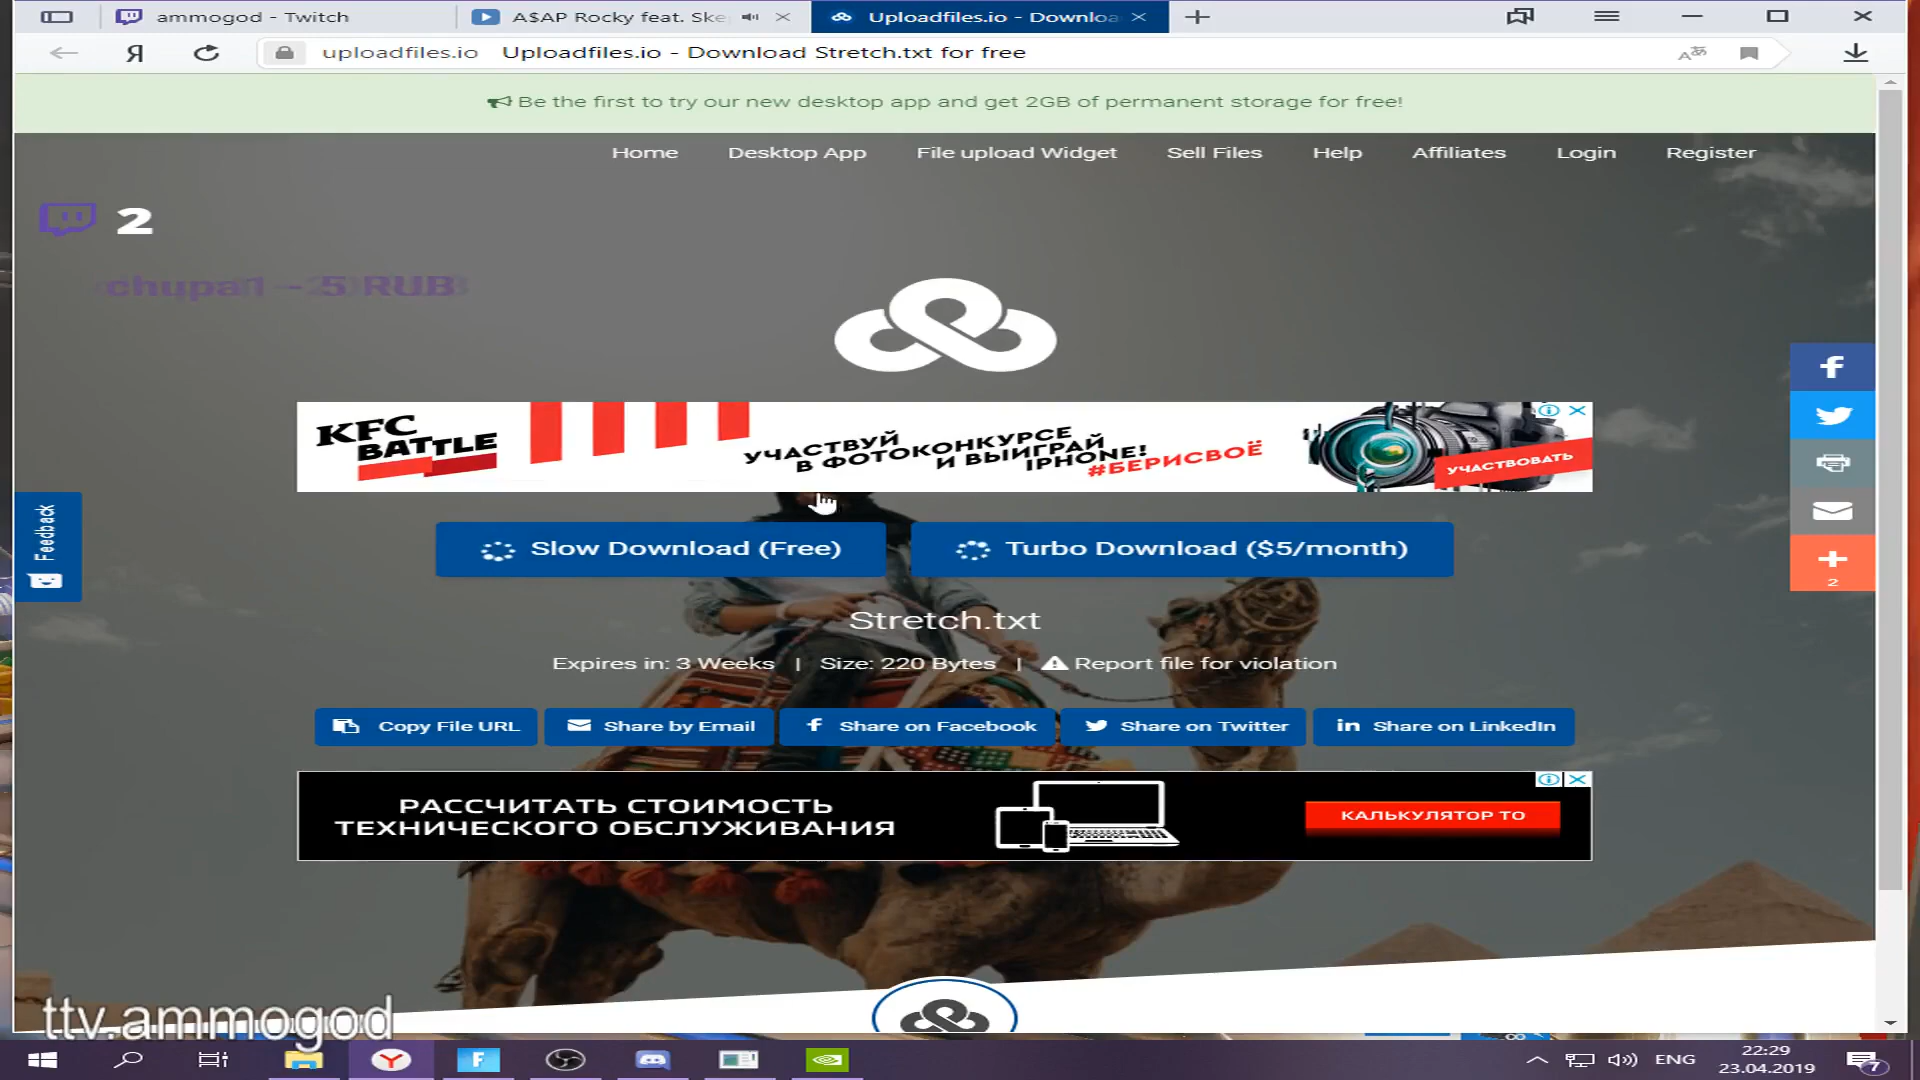 ammogod - Twitch
A$AP Rocky feat. Ske
Uploadfiles.io - Downloa
Я
uploadfiles.io
Uploadfiles.io - Download Stretch.txt for free
Be the first to try our new desktop app and get 2GB of permanent storage for free!
Home
Desktop App
File upload Widget
Sell Files
Help
Affiliates
Login
Register
2
chupa1 - 5 RUB
KFC
BATTLE
УЧАСТВУЙ
В ФОТОКОНКУРСЕ
И ВЫИГРАЙ
IPHONE!
#БЕРИСВОЁ
УЧАСТВОВАТЬ
Feedback
Slow Download (Free)
Turbo Download ($5/month)
2
Stretch.txt
Expires in: 3 Weeks | Size: 220 Bytes | Report file for violation
Copy File URL
Share by Email
Share on Facebook
Share on Twitter
Share on LinkedIn
РАССЧИТАТЬ СТОИМОСТЬ
ТЕХНИЧЕСКОГО ОБСЛУЖИВАНИЯ
КАЛЬКУЛЯТОР ТО
ttv.ammogod
ENG
22:29
23.04.2019
7